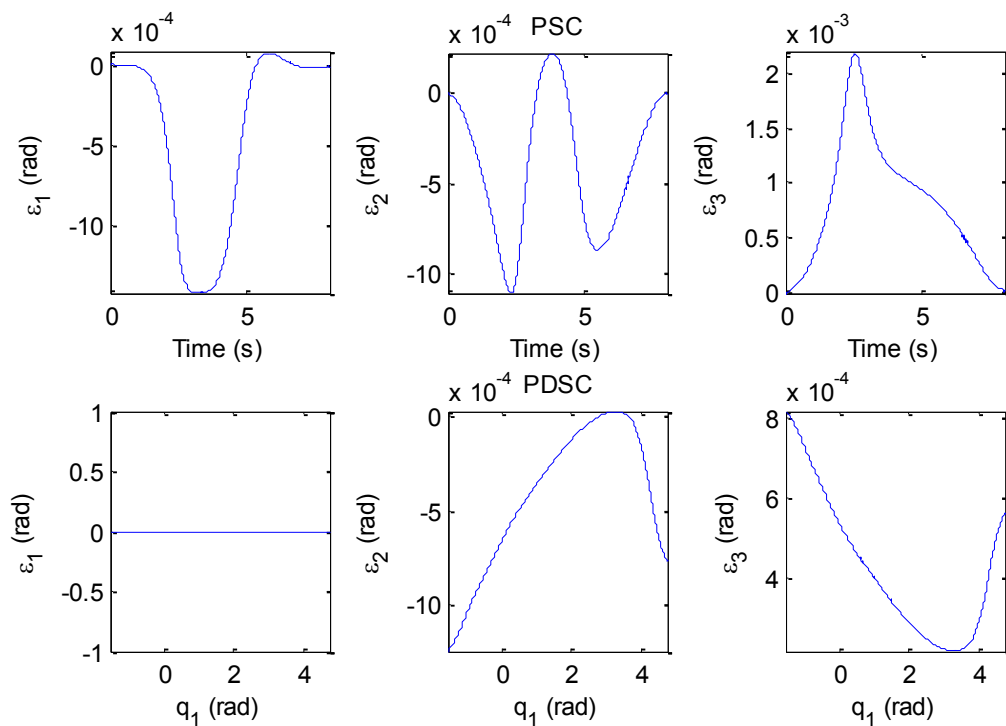 x 10⁻⁴
x 10⁻⁴ PSC
x 10⁻³
0
-5
-10
ε₁ (rad)
0 5
Time (s)
0
-5
-10
ε₂ (rad)
0 5
Time (s)
2
1.5
1
0.5
0
ε₃ (rad)
0 5
Time (s)
x 10⁻⁴ PDSC
x 10⁻⁴
1
0.5
0
-0.5
-1
ε₁ (rad)
0 2 4
q₁ (rad)
0
-5
-10
ε₂ (rad)
0 2 4
q₁ (rad)
8
6
4
ε₃ (rad)
0 2 4
q₁ (rad)